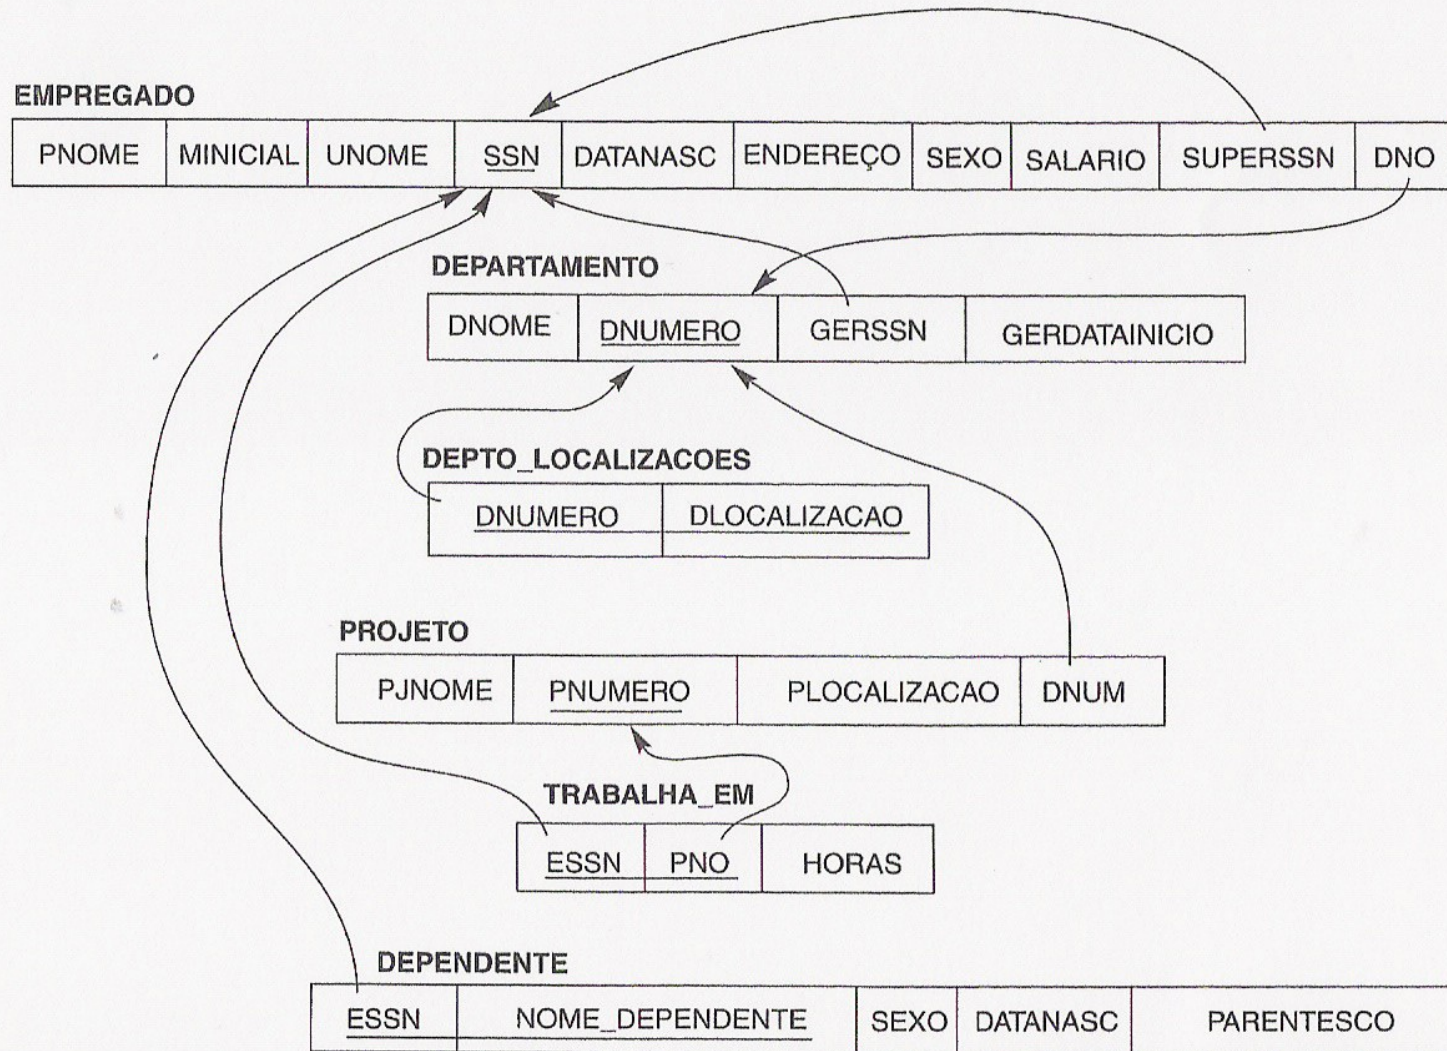 EMPREGADO
PNOME MINICIAL UNOME SSN DATANASC ENDEREÇO SEXO SALARIO SUPERSSN DNO
DEPARTAMENTO
DNOME DNUMERO GERSSN GERDATAINICIO
DEPTO_LOCALIZACOES
DNUMERO DLOCALIZACAO
PROJETO
PJNOME PNUMERO PLOCALIZACAO DNUM
TRABALHA_EM
ESSN PNO HORAS
DEPENDENTE
ESSN NOME_DEPENDENTE SEXO DATANASC PARENTESCO